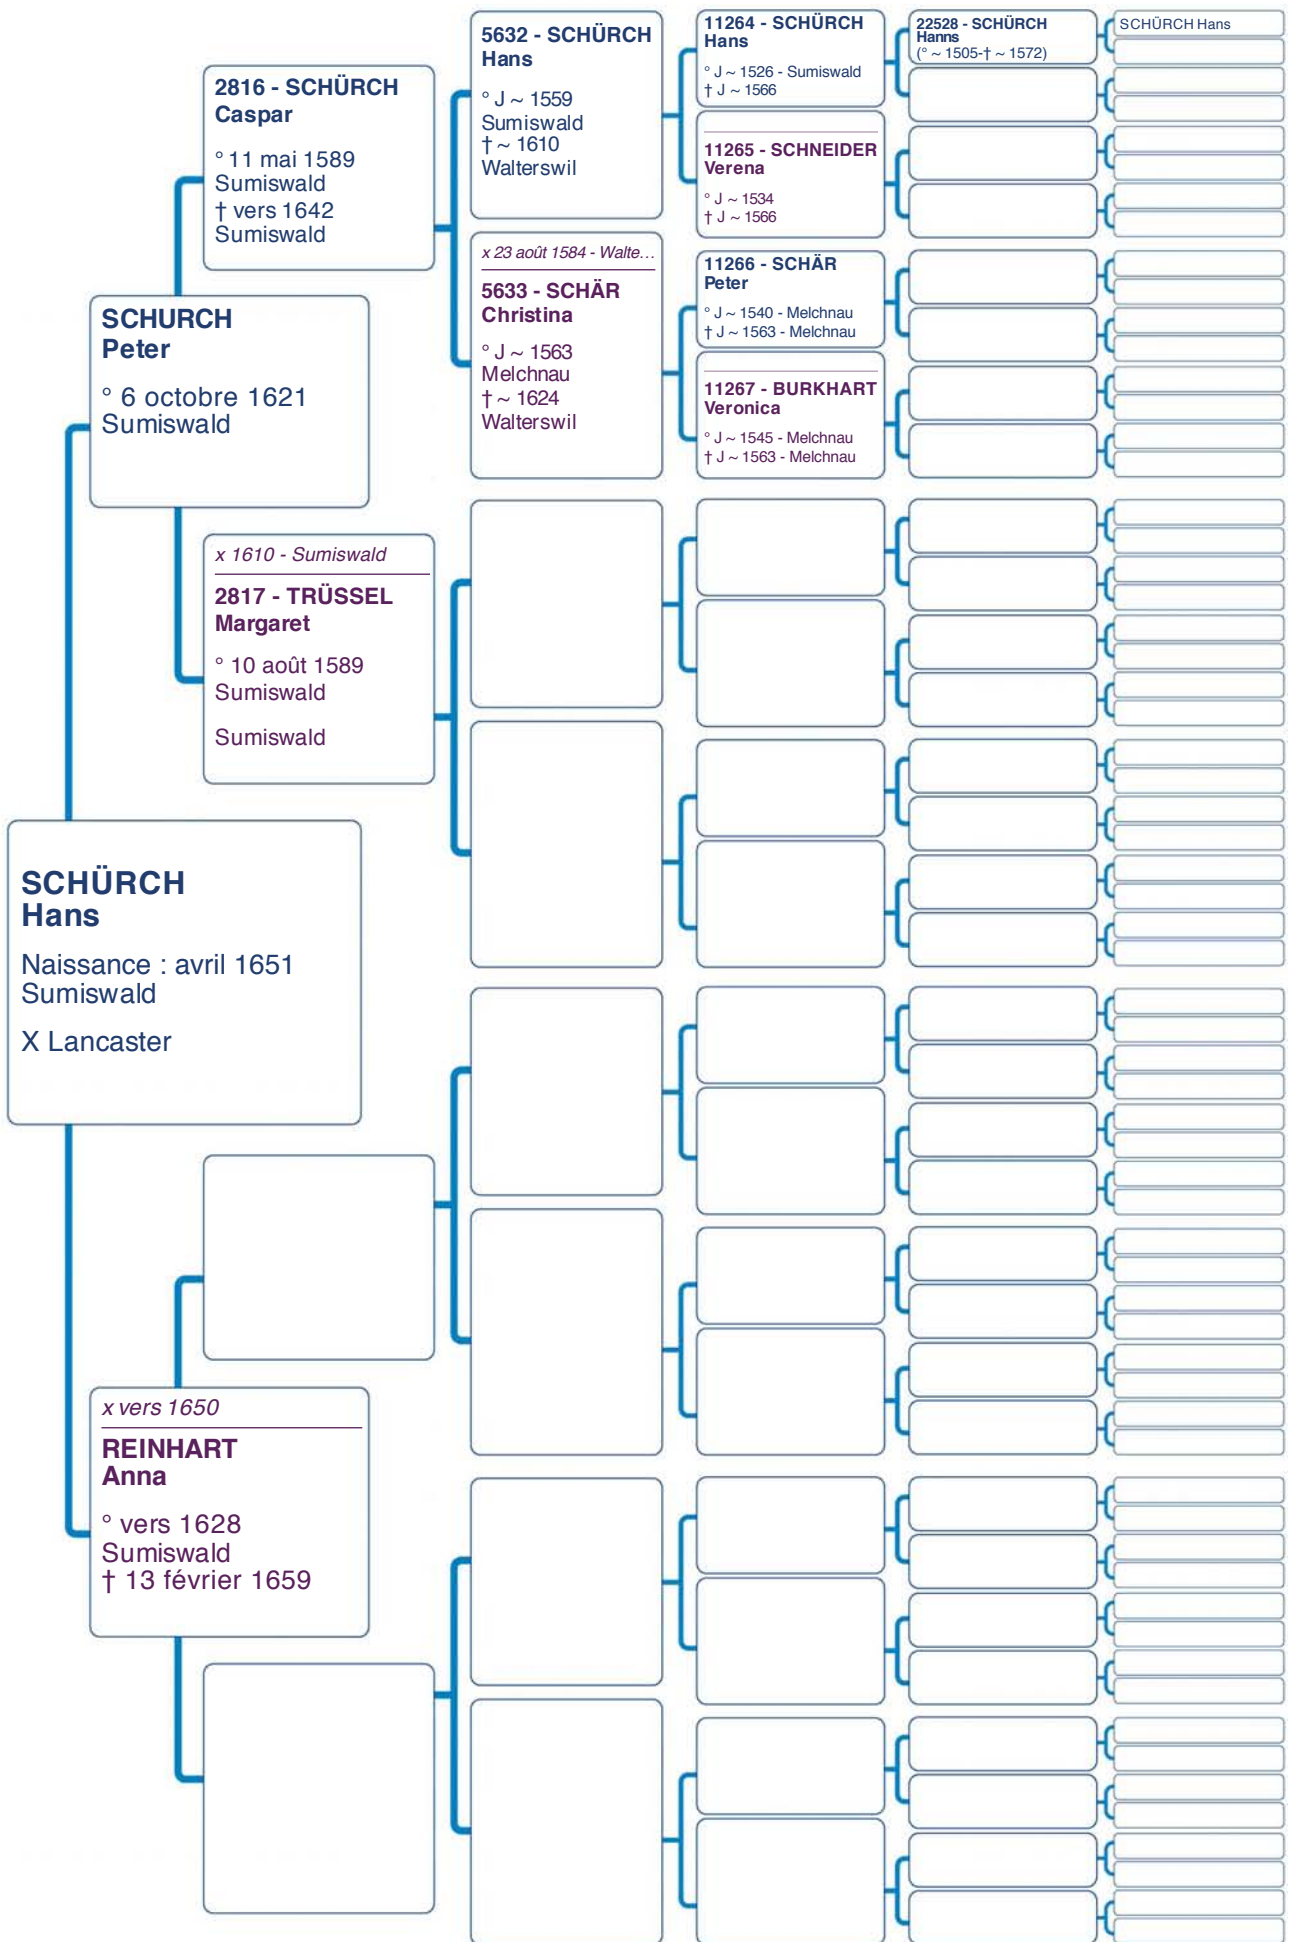 SCHÜRCH
Hans
Naissance : avril 1651
Sumiswald
X Lancaster
SCHURCH
Peter
° 6 octobre 1621
Sumiswald
x vers 1650
REINHART
Anna
° vers 1628
Sumiswald
† 13 février 1659
2816 - SCHÜRCH
Caspar
° 11 mai 1589
Sumiswald
† vers 1642
Sumiswald
x 1610 - Sumiswald
2817 - TRÜSSEL
Margaret
° 10 août 1589
Sumiswald
Sumiswald
5632 - SCHÜRCH
Hans
° J ~ 1559
Sumiswald
† ~ 1610
Walterswil
x 23 août 1584 - Walte...
5633 - SCHÄR
Christina
° J ~ 1563
Melchnau
† ~ 1624
Walterswil
11264 - SCHÜRCH
Hans
° J ~ 1526 - Sumiswald
† J ~ 1566
11265 - SCHNEIDER
Verena
° J ~ 1534
† J ~ 1566
11266 - SCHÄR
Peter
° J ~ 1540 - Melchnau
† J ~ 1563 - Melchnau
11267 - BURKHART
Veronica
° J ~ 1545 - Melchnau
† J ~ 1563 - Melchnau
22528 - SCHÜRCH
Hanns
(° ~ 1505-† ~ 1572)
SCHÜRCH Hans